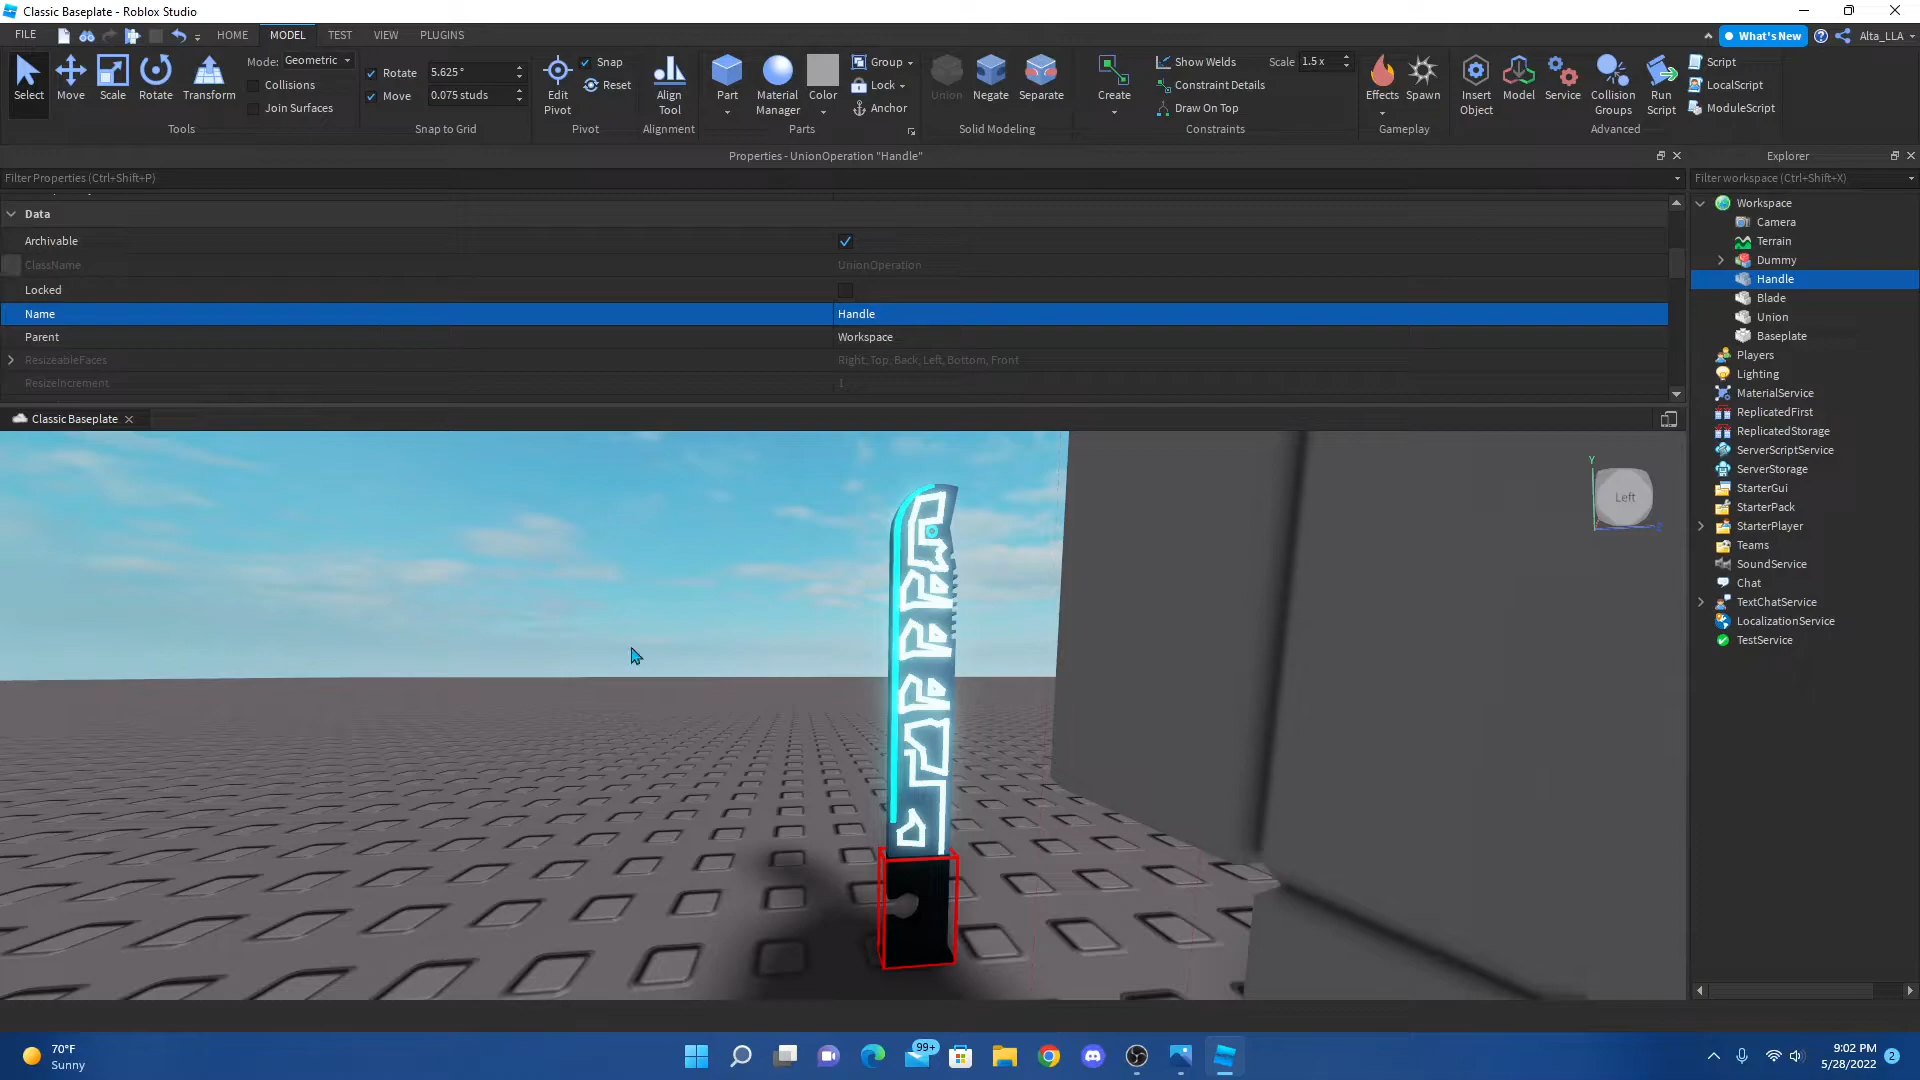 Classic Baseplate - Roblox Studio
FILE HOME MODEL TEST VIEW PLUGINS What's New Alta_LLA
Select Move Scale Rotate Transform
Mode: Geometric
Collisions
Join Surfaces
Tools
Rotate 5.625 °
Move 0.075 studs
Snap to Grid
Edit Pivot
Snap
Reset
Pivot
Align Tool
Alignment
Part Material Manager Color
Group
Lock
Anchor
Parts
Union Negate Separate
Solid Modeling
Create
Show Welds
Scale 1.5 x
Constraint Details
Draw On Top
Constraints
Effects Spawn
Gameplay
Insert Object Model Service Collision Groups Run Script
Script
LocalScript
ModuleScript
Advanced
Properties - UnionOperation "Handle"
Filter Properties (Ctrl+Shift+P)
Data
Archivable
ClassName UnionOperation
Locked
Name Handle
Parent Workspace
ResizeableFaces Right, Top, Back, Left, Bottom, Front
ResizeIncrement 1
Classic Baseplate
Y
Left
Z
Explorer
Filter workspace (Ctrl+Shift+X)
Workspace
Camera
Terrain
Dummy
Handle
Blade
Union
Baseplate
Players
Lighting
MaterialService
ReplicatedFirst
ReplicatedStorage
ServerScriptService
ServerStorage
StarterGui
StarterPack
StarterPlayer
Teams
SoundService
Chat
TextChatService
LocalizationService
TestService
70°F
Sunny
99+
9:02 PM
5/28/2022
2